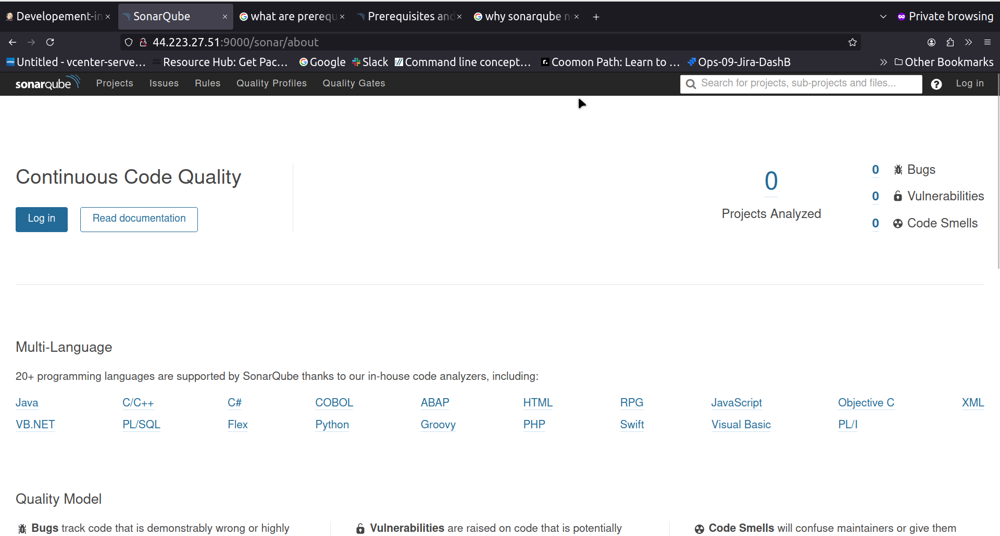 Developement-in
SonarQube
what are prerequ
Prerequisites and
why sonarqube n
Private browsing
44.223.27.51:9000/sonar/about
Untitled - vcenter-serve...
Resource Hub: Get Pac...
Google
Slack
Command line concept...
Coomon Path: Learn to ...
Ops-09-Jira-DashB
Other Bookmarks
sonarqube
Projects
Issues
Rules
Quality Profiles
Quality Gates
Search for projects, sub-projects and files...
Log in
Continuous Code Quality
Log in
Read documentation
0
Projects Analyzed
0 Bugs
0 Vulnerabilities
0 Code Smells
Multi-Language
20+ programming languages are supported by SonarQube thanks to our in-house code analyzers, including:
Java C/C++ C# COBOL ABAP HTML RPG JavaScript Objective C XML
VB.NET PL/SQL Flex Python Groovy PHP Swift Visual Basic PL/I
Quality Model
Bugs track code that is demonstrably wrong or highly
Vulnerabilities are raised on code that is potentially
Code Smells will confuse maintainers or give them